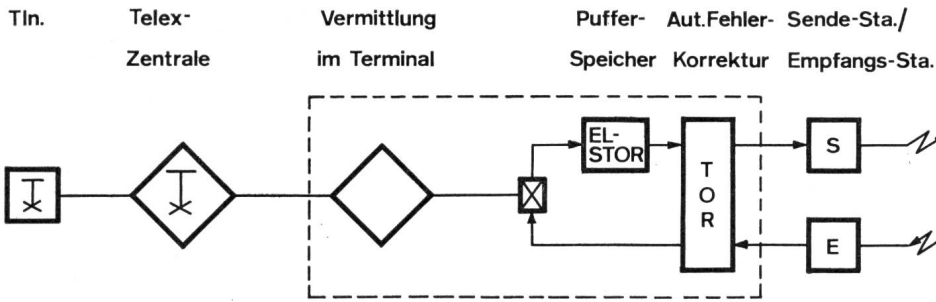 Tln.
Telex-
Zentrale
Vermittlung
im Terminal
Puffer-
Speicher
Aut.Fehler-
Korrektur
Sende-Sta./
Empfangs-Sta.
EL-
STOR
T
O
R
S
E